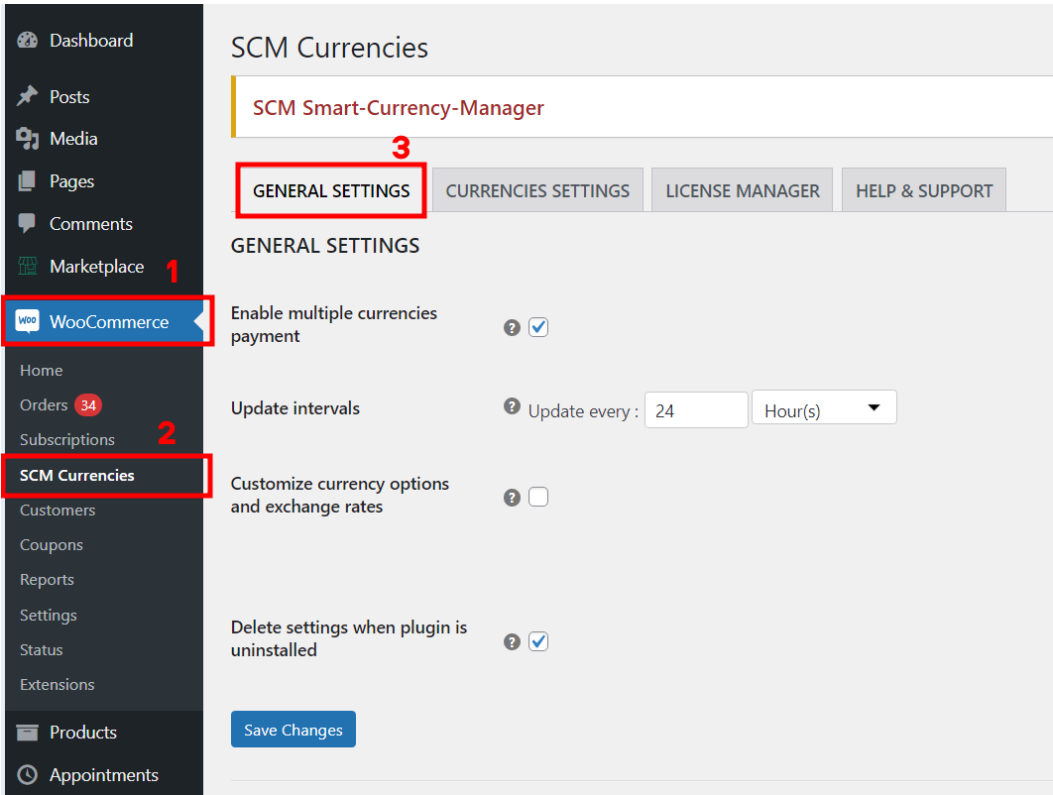 Dashboard
Posts
Media
Pages
Comments
Marketplace
1
Woo WooCommerce
Home
Orders 34
Subscriptions
2
SCM Currencies
Customers
Coupons
Reports
Settings
Status
Extensions
Products
Appointments
SCM Currencies
SCM Smart-Currency-Manager
3
GENERAL SETTINGS CURRENCIES SETTINGS LICENSE MANAGER HELP & SUPPORT
GENERAL SETTINGS
Enable multiple currencies
payment
?
Update intervals ? Update every : 24 Hour(s)
Customize currency options
and exchange rates
?
Delete settings when plugin is
uninstalled
?
Save Changes